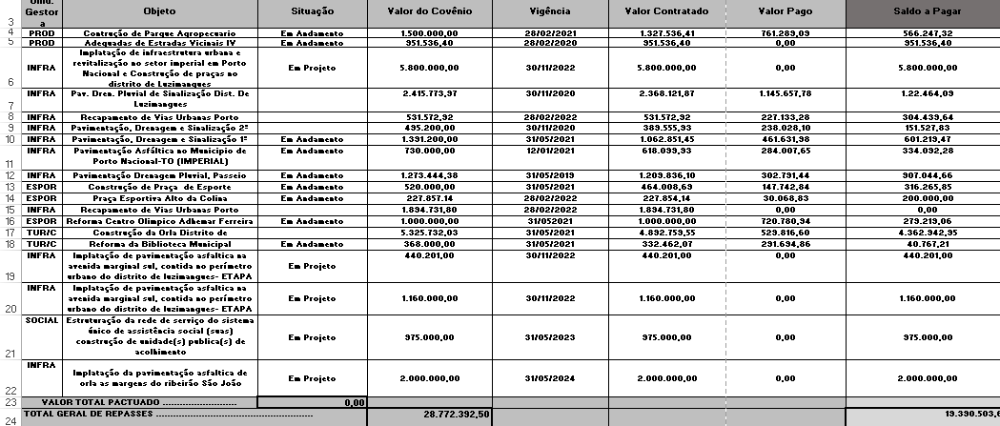 Unid. Gestora Objeto Situação Valor do Covênio Vigência Valor Contratado Valor Pago Saldo a Pagar
3
4 PROD Contrução de Parque Agropecuario Em Andamento 1.500.000,00 28/02/2021 1.327.536,41 761.289,09 566.247,32
5 PROD Adequadas de Estradas Vicinais IV Em Andamento 951.536,40 28/02/2020 951.536,40 0,00 951.536,40
Implatação de infraestrutura urbana e
revitalização no setor imperial em Porto
INFRA Em Projeto 5.800.000,00 30/11/2022 5.800.000,00 0,00 5.800.000,00
Nacional e Construção de praças no
6 distrito de Luzimangues
INFRA Pav. Dren. Pluvial de Sinalização Dist. De 2.415.773,97 30/11/2020 2.368.121,87 1.145.657,78 1.22.464,09
7 Luzimangues
8 INFRA Recapamento de Vias Urbanas Porto 531.572,92 28/02/2022 531.572,92 227.133,28 304.439,64
9 INFRA Pavimentação, Drenagem e Sinalização 2ª 495.200,00 30/11/2020 389.555,93 238.028,10 151.527,83
10 INFRA Pavimentação, Drenagem e Sinalização 1ª Em Andamento 1.391.200,00 31/05/2021 1.062.851,45 461.631,98 601.219,47
INFRA Pavimentação Asfáltica no Municipio de Em Andamento 730.000,00 12/01/2021 618.099,93 284.007,65 334.092,28
11 Porto Nacional-TO (IMPERIAL)
12 INFRA Pavimentação Drenagem Pluvial, Passeio Em Andamento 1.273.444,38 31/05/2019 1.209.836,10 302.791,44 907.044,66
13 ESPOR Construção de Praça de Esporte Em Andamento 520.000,00 31/05/2021 464.008,69 147.742,84 316.265,85
14 ESPOR Praça Esportiva Alto da Colina Em Andamento 227.857,14 28/02/2022 227.854,14 30.068,83 200.000,00
15 INFRA Recapamento de Vias Urbanas Porto 1.894.731,80 28/02/2022 1.894.731,80 0,00 0,00
16 ESPOR Reforma Centro Olimpico Adhemar Ferreira Em Andamento 1.000.000,00 31/052021 1.000.000,00 720.780,94 279.219,06
17 TUR/C Construção da Orla Distrito de 5.325.732,03 31/05/2021 4.892.759,55 529.816,60 4.362.942,95
18 TUR/C Reforma da Biblioteca Municipal Em Andamento 368.000,00 31/05/2021 332.462,07 291.694,86 40.767,21
INFRA Implatação de pavimentação asfaltica na 440.201,00 30/11/2022 440.201,00 0,00 440.201,00
avenida marginal sul, contida no perímetro Em Projeto
19 urbano do distrito de luzimangues- ETAPA
INFRA Implatação de pavimentação asfaltica na
avenida marginal sul, contida no perímetro Em Projeto 1.160.000,00 30/11/2022 1.160.000,00 0,00 1.160.000,00
20 urbano do distrito de luzimangues- ETAPA
SOCIAL Estruturação da rede de serviço do sistema
único de assistência social (suas)
Em Projeto 975.000,00 31/05/2023 975.000,00 0,00 975.000,00
construção de unidade(s) publica(s) de
21 acolhimento
INFRA
Implatação da pavimentação asfaltica de
22 orla as margens do ribeirão São João Em Projeto 2.000.000,00 31/05/2024 2.000.000,00 0,00 2.000.000,00
23 VALOR TOTAL PACTUADO .......................... 0,00
24 TOTAL GERAL DE REPASSES ...................................................... 28.772.392,50 19.390.503,6